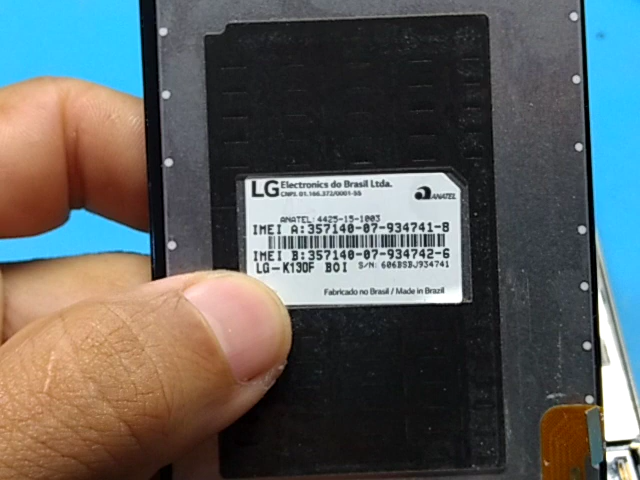 LG Electronics do Brasil Ltda.
CNPJ. 01.166.372/0001-55
ANATEL
ANATEL: 4425-15-1003
IMEI A:357140-07-934741-8
IMEI B:357140-07-934742-6
LG-K130F BOI S/N: 606BSBJ934741
Fabricado no Brasil / Made in Brazil